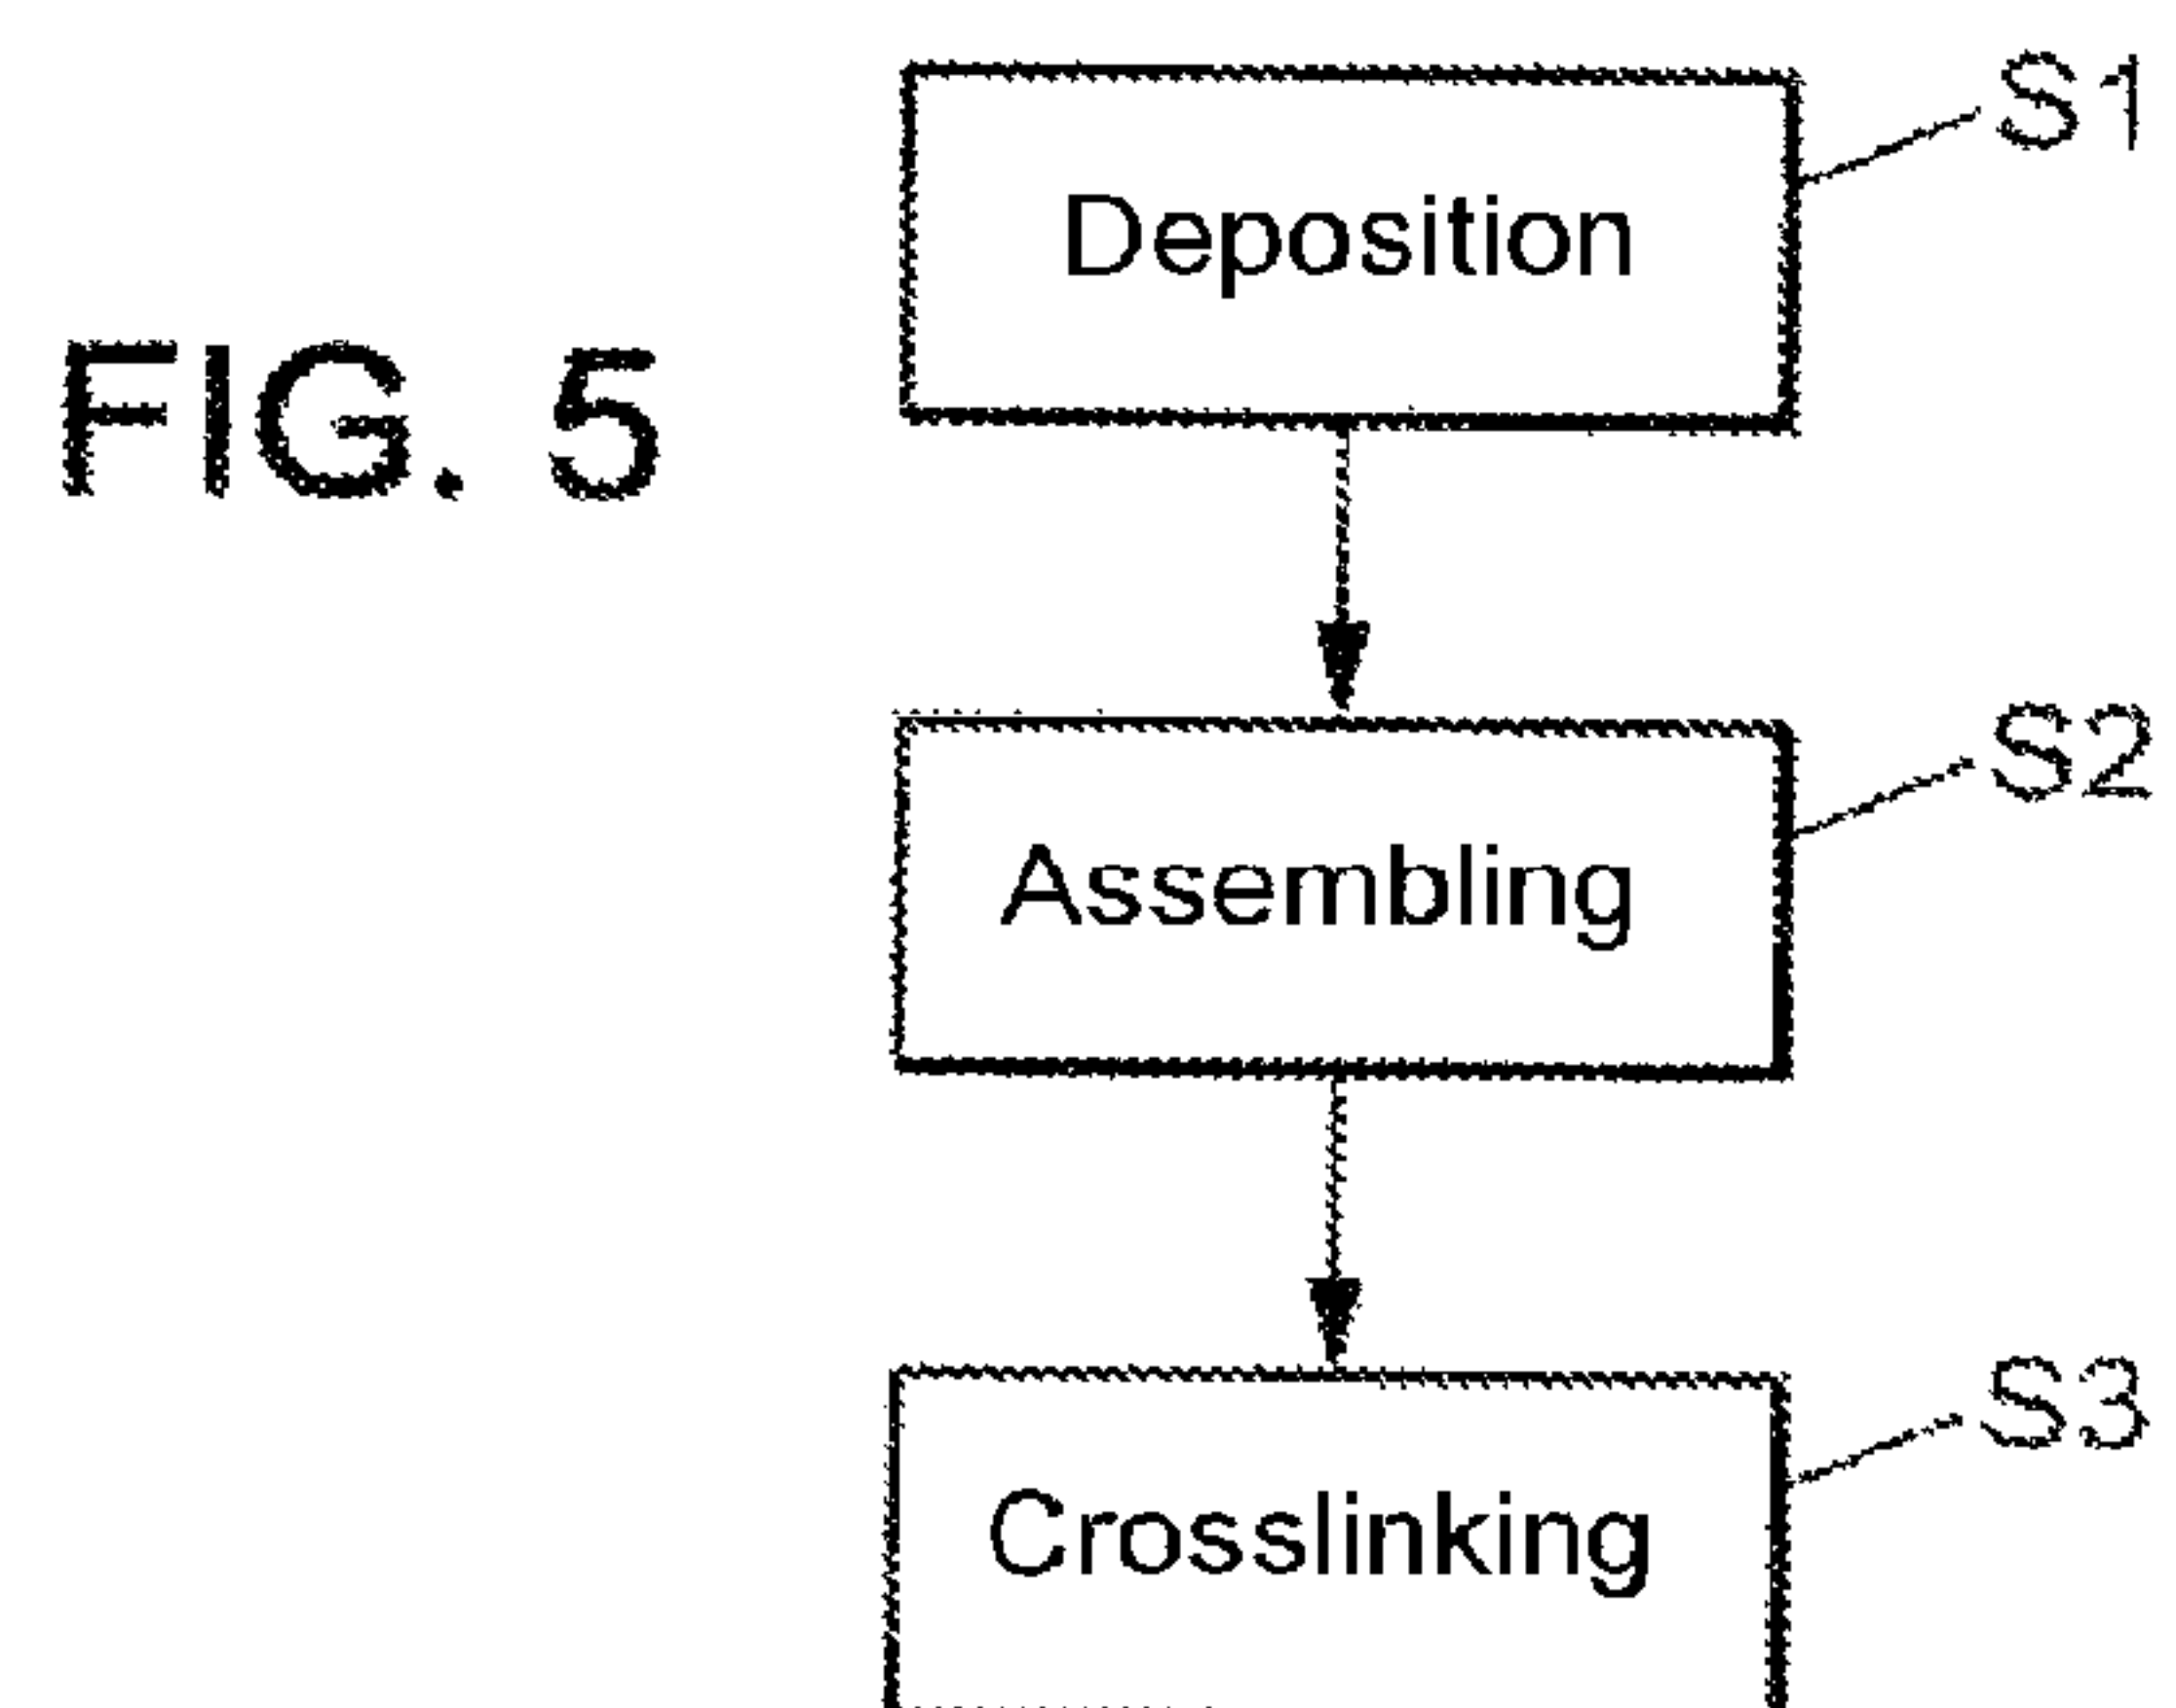 S1
Deposition
FIG. 5
S2
Assembling
S3
Crosslinking